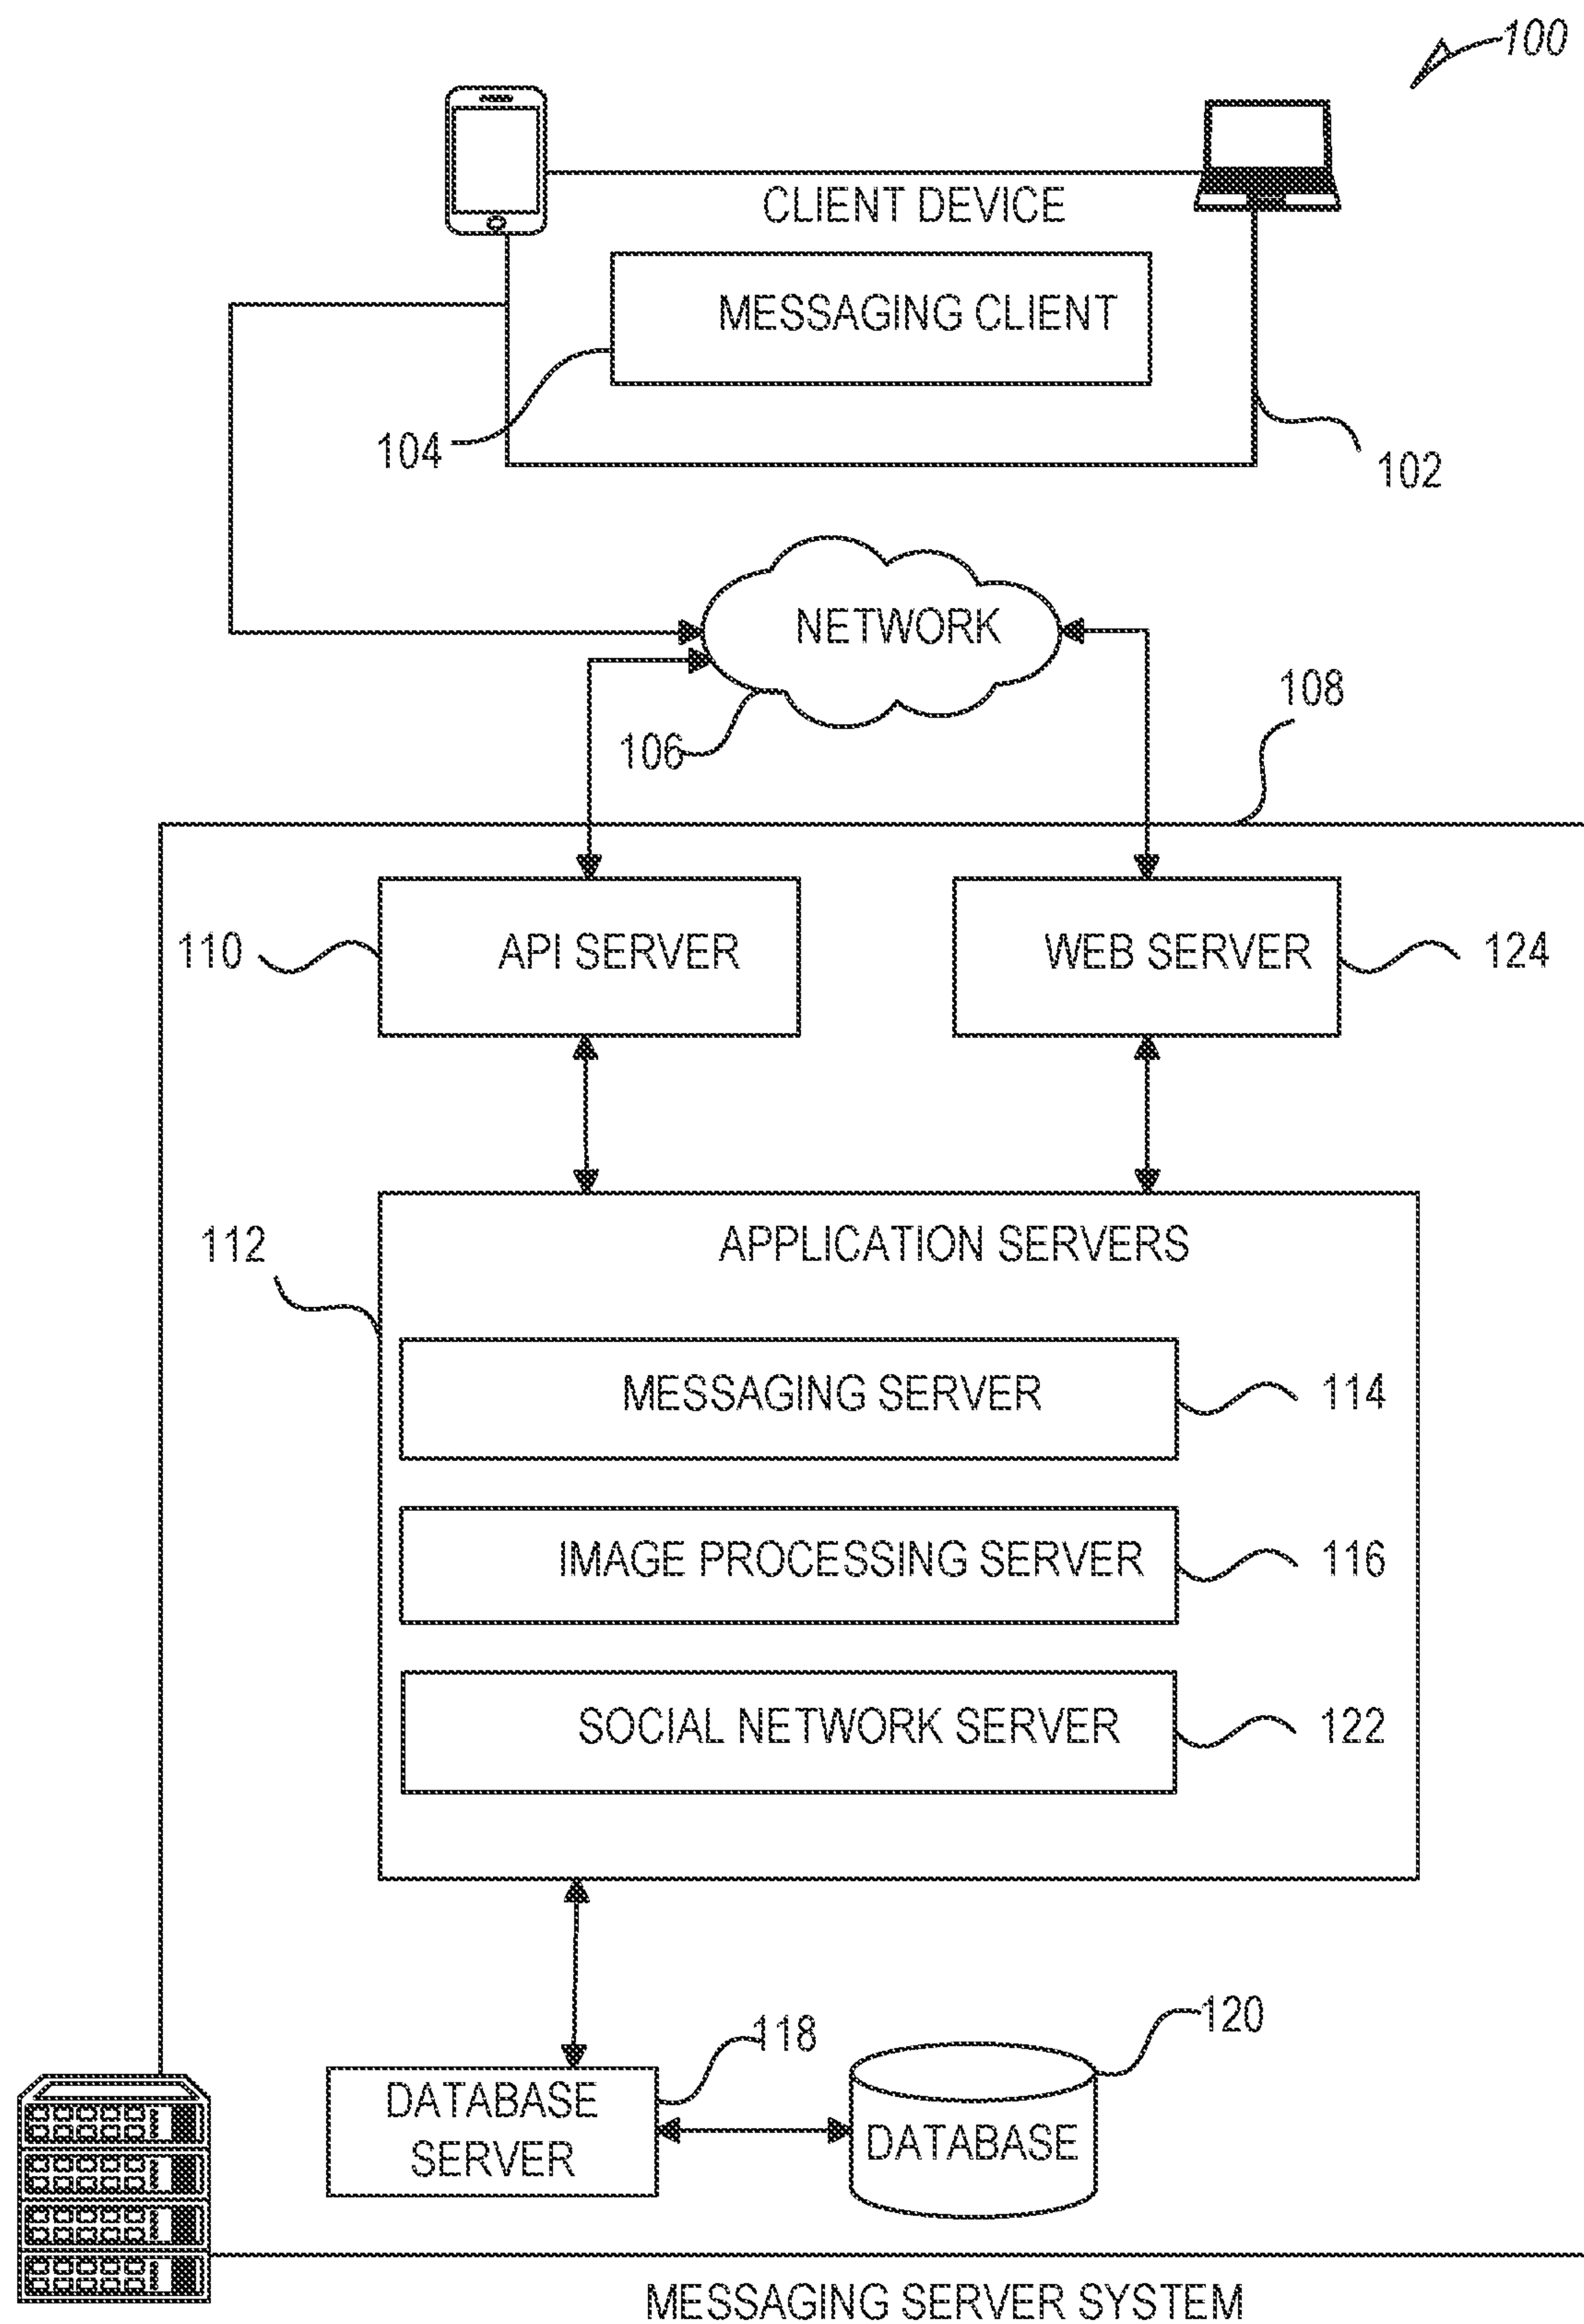 100
CLIENT DEVICE
MESSAGING CLIENT
104
102
NETWORK
106
108
110
API SERVER
WEB SERVER
124
112
APPLICATION SERVERS
MESSAGING SERVER
114
IMAGE PROCESSING SERVER
116
SOCIAL NETWORK SERVER
122
118
120
DATABASE
SERVER
DATABASE
MESSAGING SERVER SYSTEM